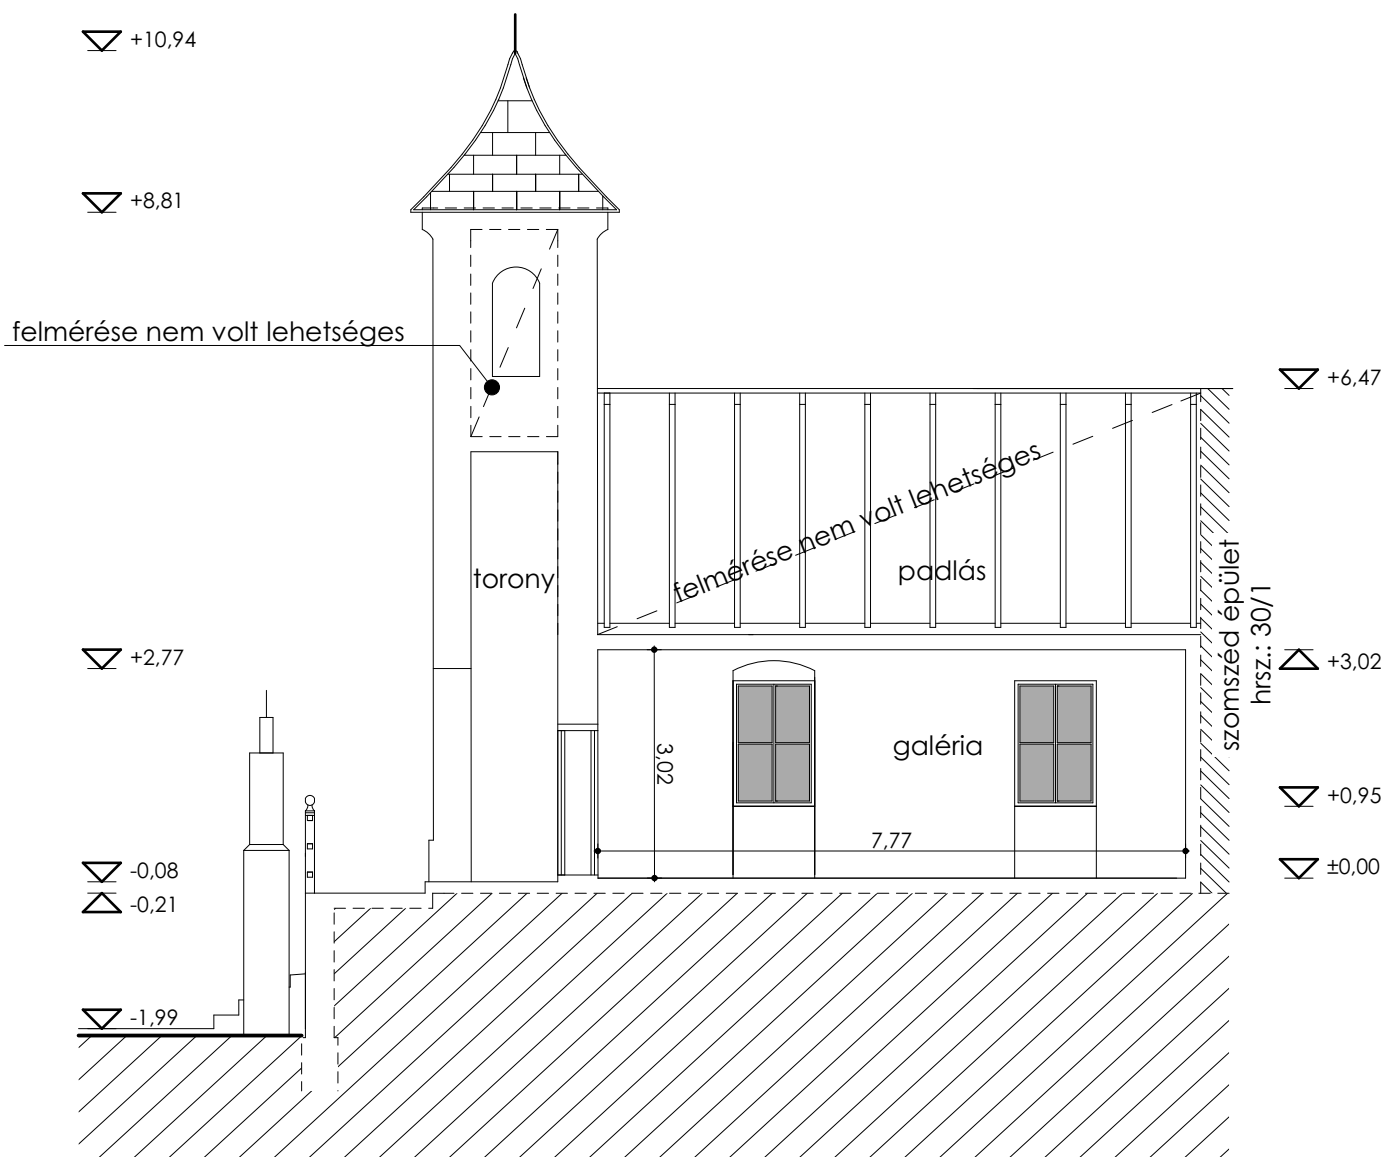 +10,94
+8,81
felmérése nem volt lehetséges
+6,47
felmérése nem volt lehetséges
torony
padlás
szomszéd épület
hrsz.: 30/1
+2,77
+3,02
galéria
3,02
+0,95
7,77
-0,08
±0,00
-0,21
-1,99